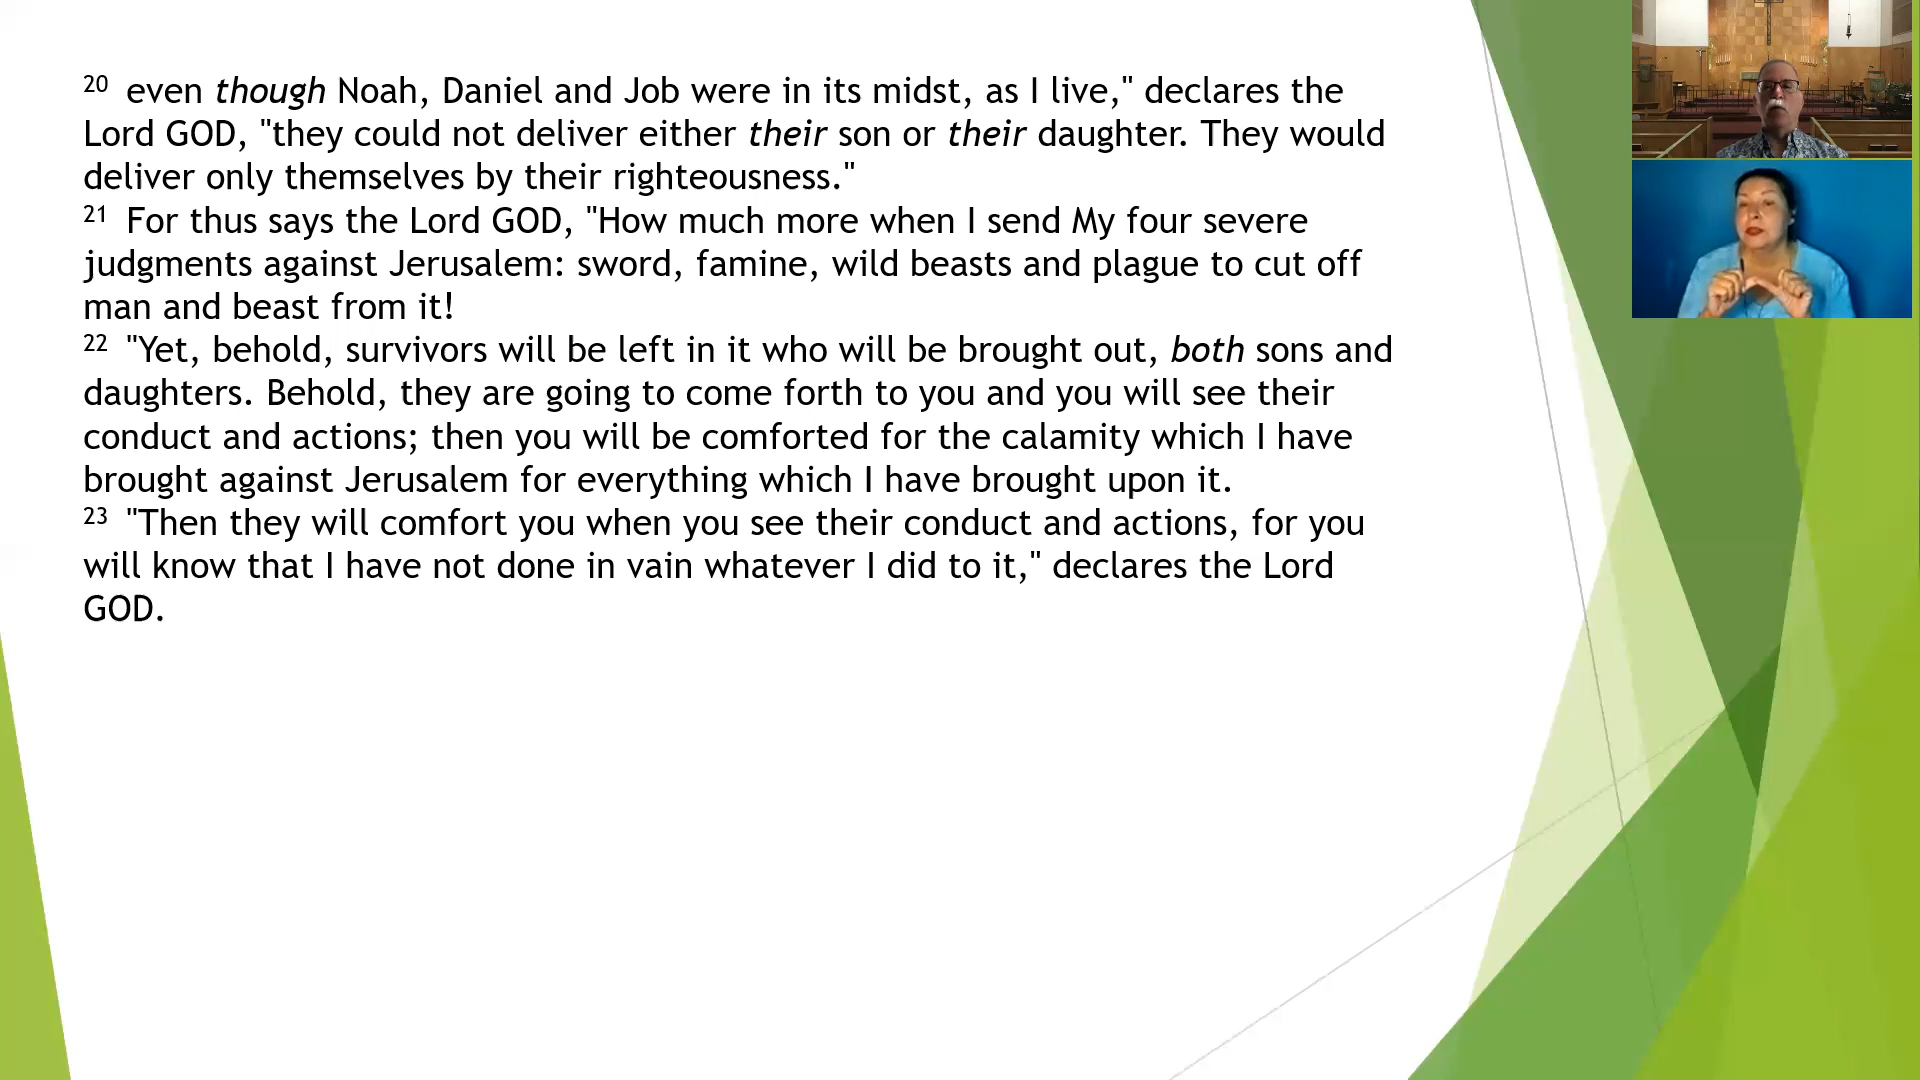 20 even though Noah, Daniel and Job were in its midst, as I live," declares the
Lord GOD, "they could not deliver either their son or their daughter. They would
deliver only themselves by their righteousness."
21 For thus says the Lord GOD, "How much more when I send My four severe
judgments against Jerusalem: sword, famine, wild beasts and plague to cut off
man and beast from it!
22 "Yet, behold, survivors will be left in it who will be brought out, both sons and
daughters. Behold, they are going to come forth to you and you will see their
conduct and actions; then you will be comforted for the calamity which I have
brought against Jerusalem for everything which I have brought upon it.
23 "Then they will comfort you when you see their conduct and actions, for you
will know that I have not done in vain whatever I did to it," declares the Lord
GOD.